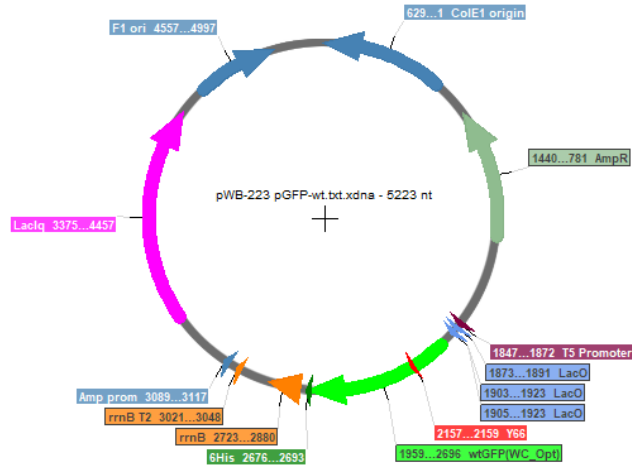 F1 ori 4557...4997
629...1 ColE1 origin
1440...781 AmpR
pWB-223 pGFP-wt.txt.xdna - 5223 nt
LacIq 3375...4457
1847...1872 T5 Promoter
1873...1891 LacO
1903...1923 LacO
1905...1923 LacO
Amp prom 3089...3117
rrnB T2 3021...3048
rrnB 2723...2880
6His 2676...2693
2157...2159 Y66
1959...2696 wtGFP(WC_Opt)